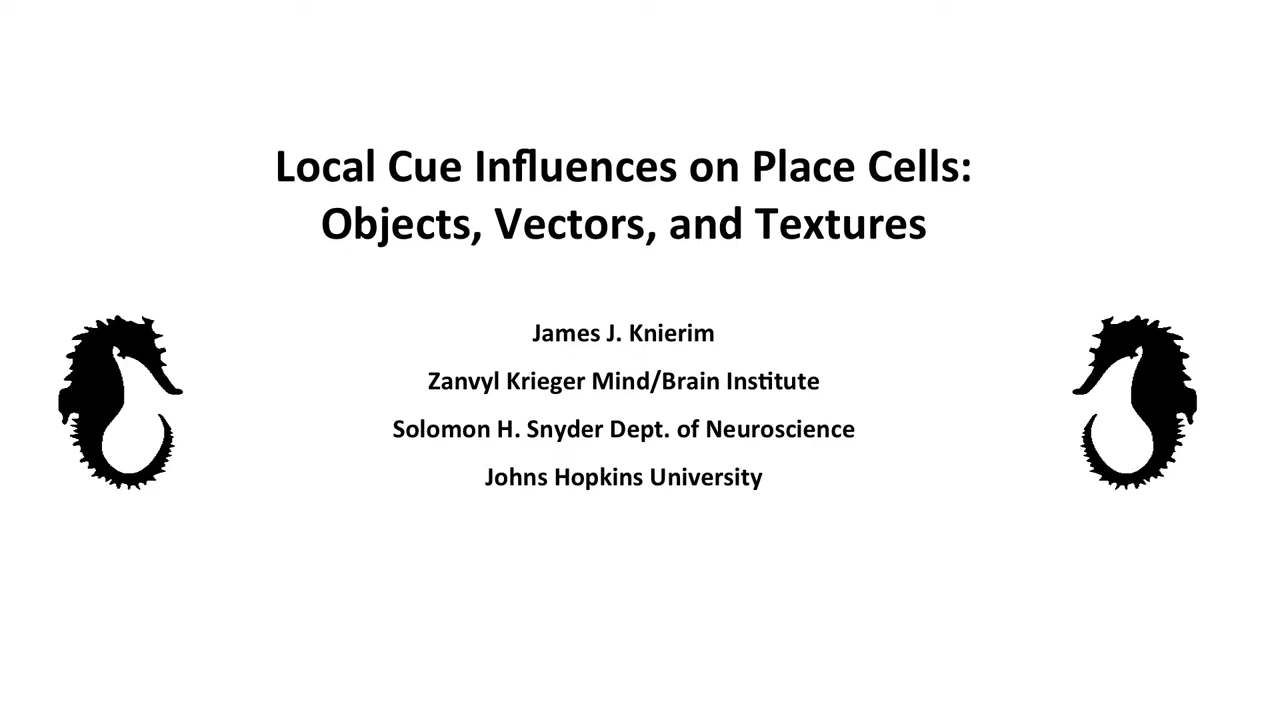 Local Cue Influences on Place Cells:
Objects, Vectors, and Textures
James J. Knierim
Zanvyl Krieger Mind/Brain Institute
Solomon H. Snyder Dept. of Neuroscience
Johns Hopkins University